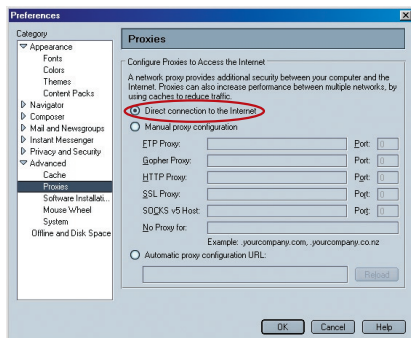 Preferences
Category
Appearance
Fonts
Colors
Themes
Content Packs
Navigator
Composer
Mail and Newsgroups
Instant Messenger
Privacy and Security
Advanced
Cache
Proxies
Software Installati...
Mouse Wheel
System
Offline and Disk Space
Proxies
Configure Proxies to Access the Internet
A network proxy provides additional security between your computer and the
Internet. Proxies can also increase performance between multiple networks, by
using caches to reduce traffic.
Direct connection to the Internet
Manual proxy configuration
FTP Proxy: Port: 0
Gopher Proxy: Port: 0
HTTP Proxy: Port: 0
SSL Proxy: Port: 0
SOCKS v5 Host: Port: 0
No Proxy for:
Example: .yourcompany.com, .yourcompany.co.nz
Automatic proxy configuration URL:
Reload
OK Cancel Help